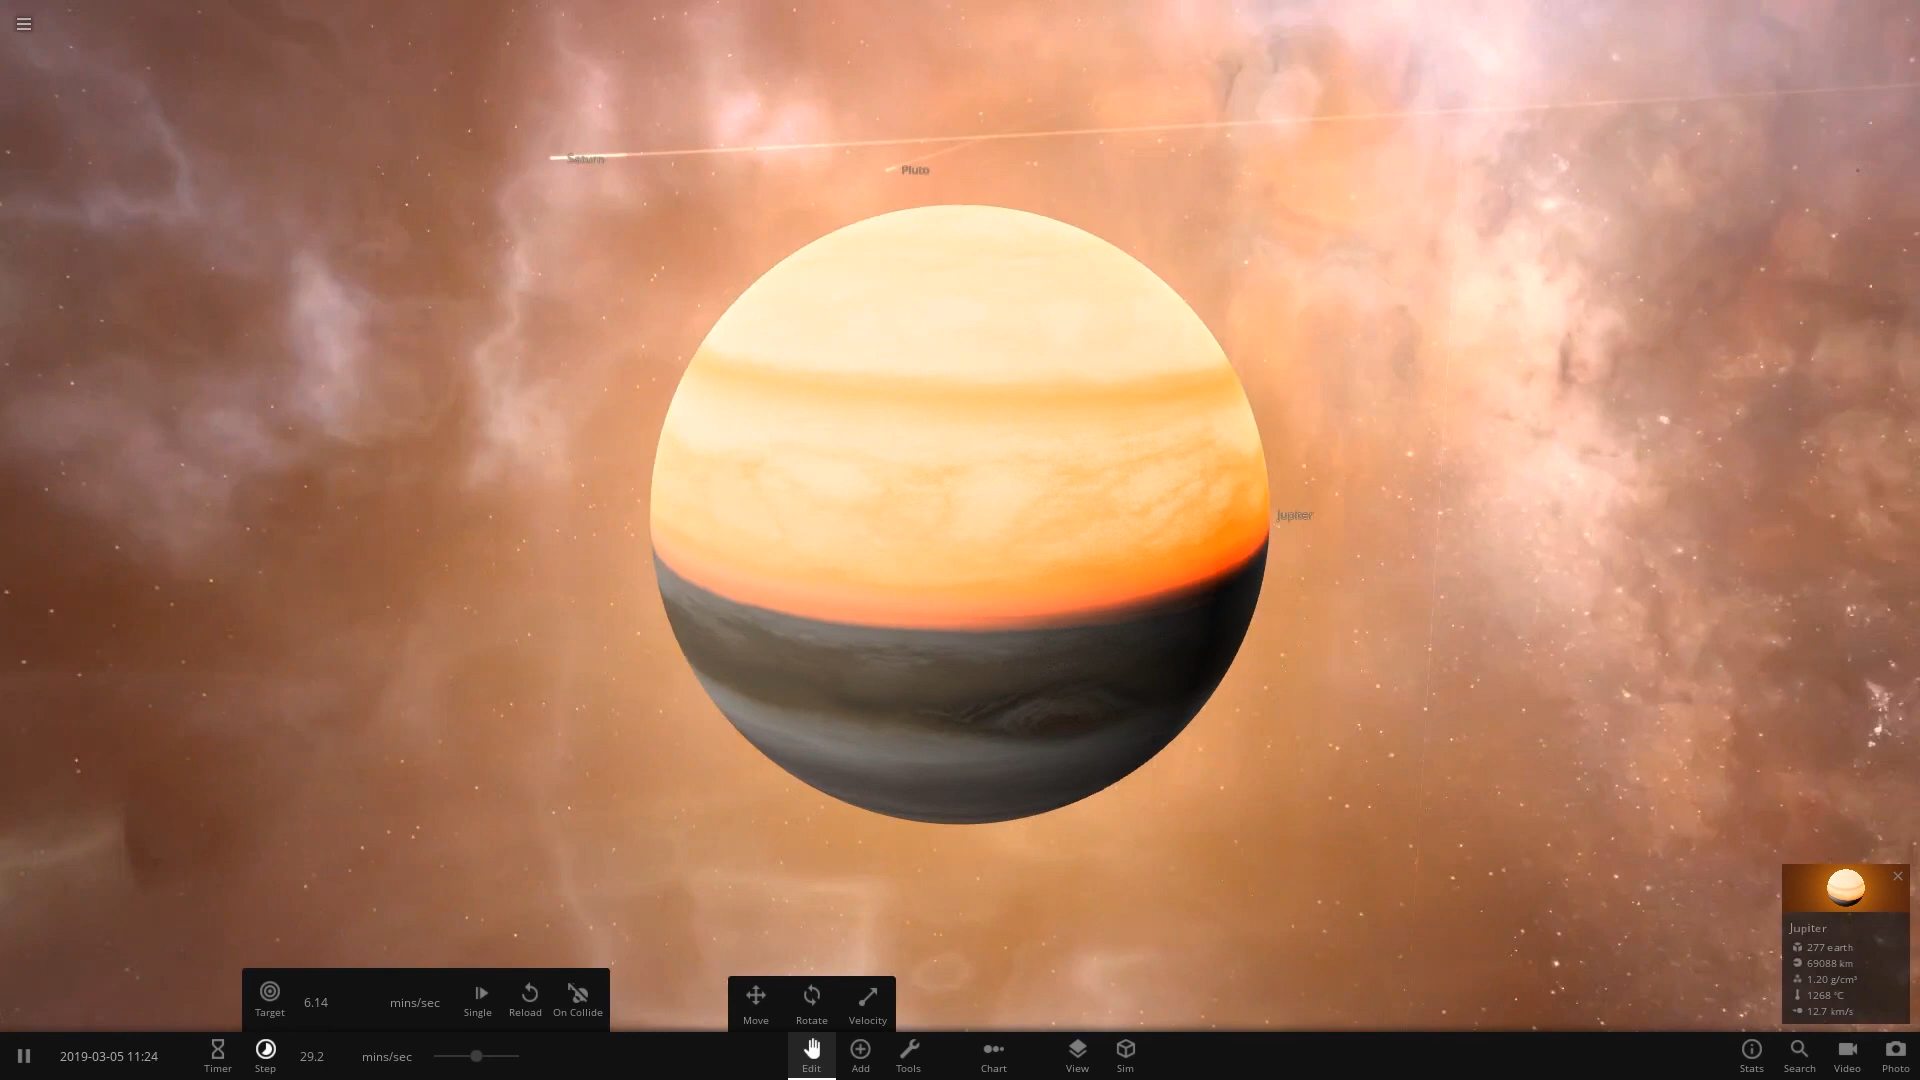 Saturn
Pluto
Jupiter
Jupiter
277 earth
69088 km
1.20 g/cm³
1268 °C
12.7 km/s
Target
6.14
mins/sec
Single
Reload
On Collide
Move
Rotate
Velocity
2019-03-05 11:24
Timer
Step
29.2
mins/sec
Edit
Add
Tools
Chart
View
Sim
Stats
Search
Video
Photo